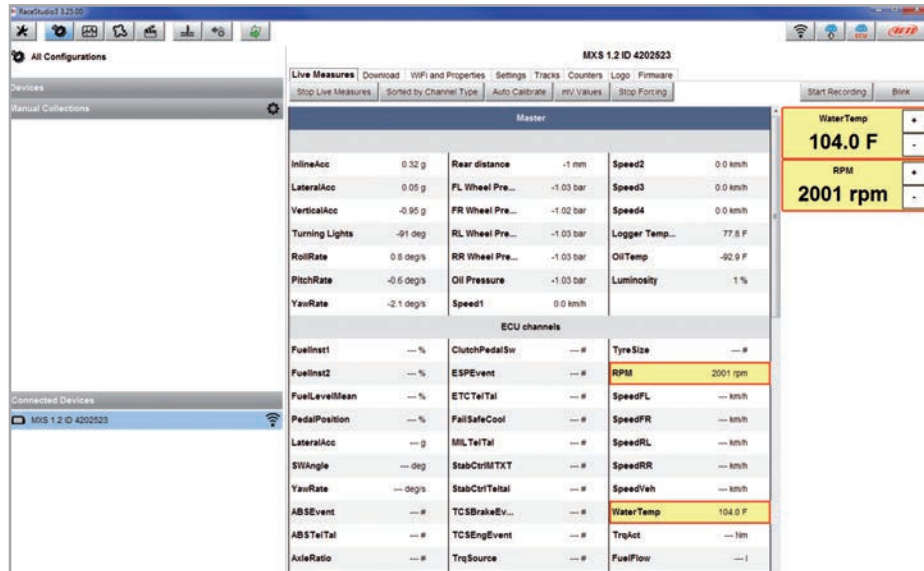 RaceStudio3 3.25.00
ECU
AiM
All Configurations
MXS 1.2 ID 4202523
Devices
Live Measures Download WiFi and Properties Settings Tracks Counters Logo Firmware
Manual Collections
Stop Live Measures Sorted by Channel Type Auto Calibrate mV Values Stop Forcing Start Recording Blink
Master
WaterTemp +
104.0 F -
RPM +
2001 rpm -
InlineAcc 0.32 g Rear distance -1 mm Speed2 0.0 km/h
LateralAcc 0.05 g FL Wheel Pre... -1.03 bar Speed3 0.0 km/h
VerticalAcc -0.95 g FR Wheel Pre... -1.02 bar Speed4 0.0 km/h
Turning Lights -91 deg RL Wheel Pre... -1.03 bar Logger Temp... 77.8 F
RollRate 0.8 deg/s RR Wheel Pre... -1.03 bar OilTemp -92.9 F
PitchRate -0.6 deg/s Oil Pressure -1.03 bar Luminosity 1 %
YawRate -2.1 deg/s Speed1 0.0 km/h
ECU channels
FuelInst1 --- % ClutchPedalSw --- # TyreSize --- #
FuelInst2 --- % ESPEvent --- # RPM 2001 rpm
FuelLevelMean --- % ETCTelTal --- # SpeedFL --- km/h
PedalPosition --- % FailSafeCool --- # SpeedFR --- km/h
LateralAcc --- g MILTelTal --- # SpeedRL --- km/h
SWAngle --- deg StabCtrlMTXT --- # SpeedRR --- km/h
YawRate --- deg/s StabCtrlTeltal --- # SpeedVeh --- km/h
ABSEvent --- # TCSBrakeEv... --- # WaterTemp 104.0 F
ABSTelTal --- # TCSEngEvent --- # TrqAct --- Nm
AxleRatio --- # TrqSource --- # FuelFlow --- l
Connected Devices
MXS 1.2 ID 4202523